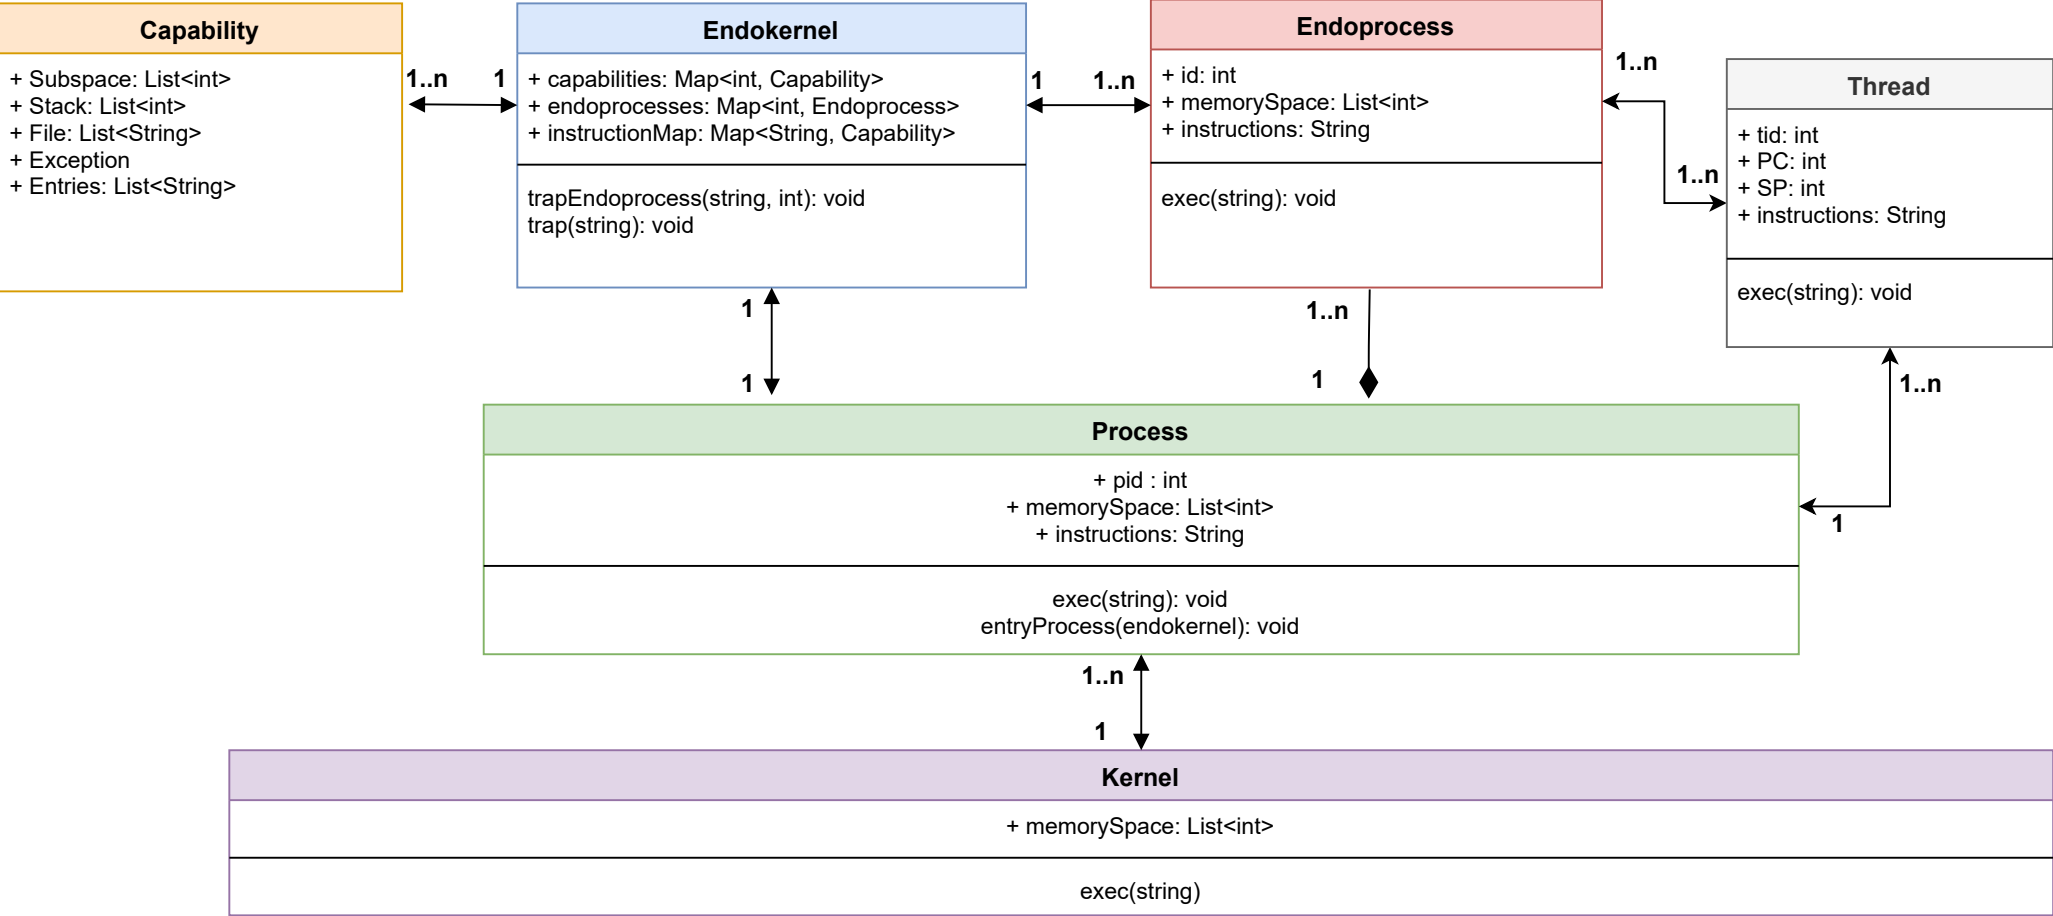 Capability
+ Subspace: List<int>
+ Stack: List<int>
+ File: List<String>
+ Exception
+ Entries: List<String>
1..n
1
Endokernel
+ capabilities: Map<int, Capability>
+ endoprocesses: Map<int, Endoprocess>
+ instructionMap: Map<String, Capability>
trapEndoprocess(string, int): void
trap(string): void
1
1..n
Endoprocess
+ id: int
+ memorySpace: List<int>
+ instructions: String
exec(string): void
1..n
1..n
Thread
+ tid: int
+ PC: int
+ SP: int
+ instructions: String
exec(string): void
1
1
1..n
1
1..n
1
Process
+ pid : int
+ memorySpace: List<int>
+ instructions: String
exec(string): void
entryProcess(endokernel): void
1..n
1
Kernel
+ memorySpace: List<int>
exec(string)